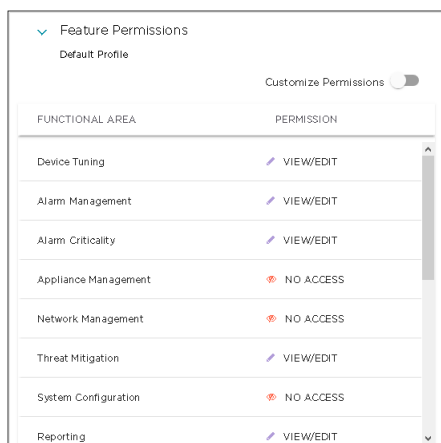 Feature Permissions
Default Profile
Customize Permissions
FUNCTIONAL AREA PERMISSION
Device Tuning VIEW/EDIT
Alarm Management VIEW/EDIT
Alarm Criticality VIEW/EDIT
Appliance Management NO ACCESS
Network Management NO ACCESS
Threat Mitigation VIEW/EDIT
System Configuration NO ACCESS
Reporting VIEW/EDIT